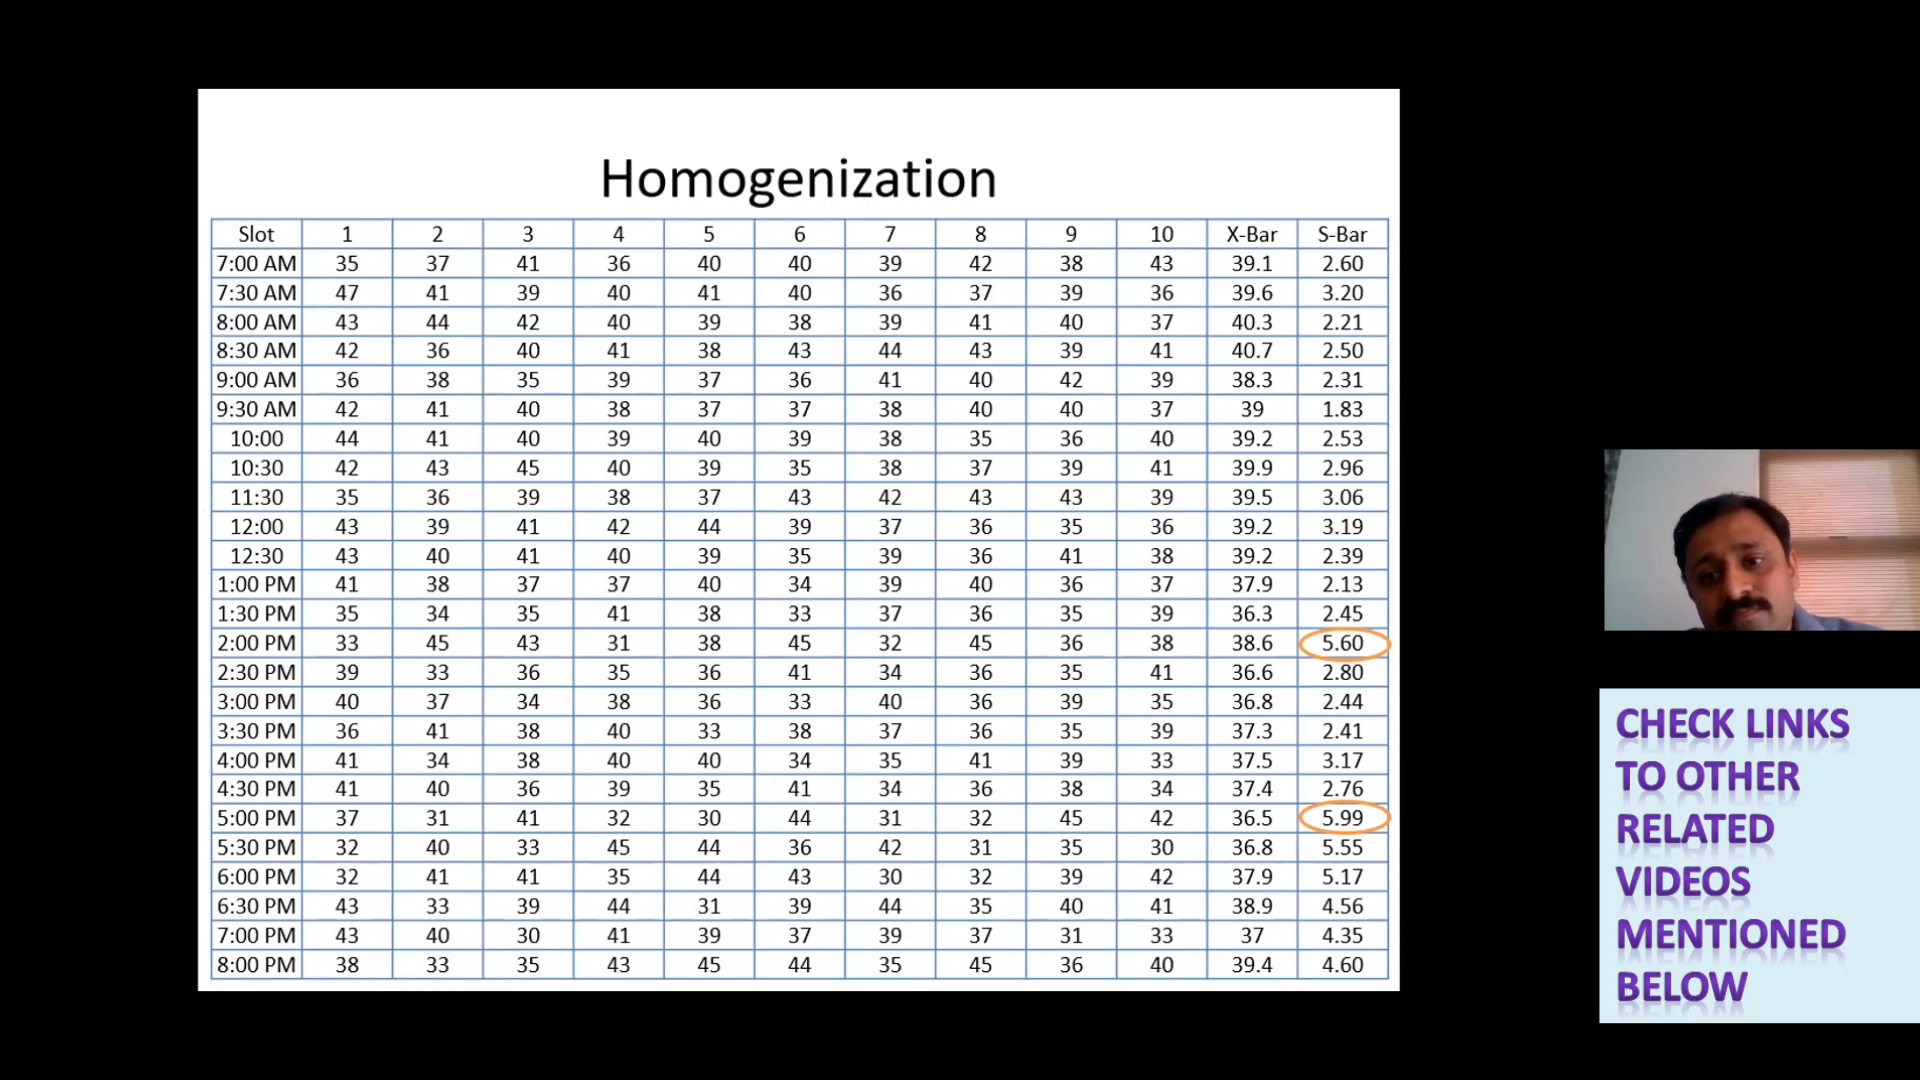 Homogenization
Slot 1 2 3 4 5 6 7 8 9 10 X-Bar S-Bar
7:00 AM 35 37 41 36 40 40 39 42 38 43 39.1 2.60
7:30 AM 47 41 39 40 41 40 36 37 39 36 39.6 3.20
8:00 AM 43 44 42 40 39 38 39 41 40 37 40.3 2.21
8:30 AM 42 36 40 41 38 43 44 43 39 41 40.7 2.50
9:00 AM 36 38 35 39 37 36 41 40 42 39 38.3 2.31
9:30 AM 42 41 40 38 37 37 38 40 40 37 39 1.83
10:00 44 41 40 39 40 39 38 35 36 40 39.2 2.53
10:30 42 43 45 40 39 35 38 37 39 41 39.9 2.96
11:30 35 36 39 38 37 43 42 43 43 39 39.5 3.06
12:00 43 39 41 42 44 39 37 36 35 36 39.2 3.19
12:30 43 40 41 40 39 35 39 36 41 38 39.2 2.39
1:00 PM 41 38 37 37 40 34 39 40 36 37 37.9 2.13
1:30 PM 35 34 35 41 38 33 37 36 35 39 36.3 2.45
2:00 PM 33 45 43 31 38 45 32 45 36 38 38.6 5.60
2:30 PM 39 33 36 35 36 41 34 36 35 41 36.6 2.80
3:00 PM 40 37 34 38 36 33 40 36 39 35 36.8 2.44
3:30 PM 36 41 38 40 33 38 37 36 35 39 37.3 2.41
4:00 PM 41 34 38 40 40 34 35 41 39 33 37.5 3.17
4:30 PM 41 40 36 39 35 41 34 36 38 34 37.4 2.76
5:00 PM 37 31 41 32 30 44 31 32 45 42 36.5 5.99
5:30 PM 32 40 33 45 44 36 42 31 35 30 36.8 5.55
6:00 PM 32 41 41 35 44 43 30 32 39 42 37.9 5.17
6:30 PM 43 33 39 44 31 39 44 35 40 41 38.9 4.56
7:00 PM 43 40 30 41 39 37 39 37 31 33 37 4.35
8:00 PM 38 33 35 43 45 44 35 45 36 40 39.4 4.60
CHECK LINKS
TO OTHER
RELATED
VIDEOS
MENTIONED
BELOW